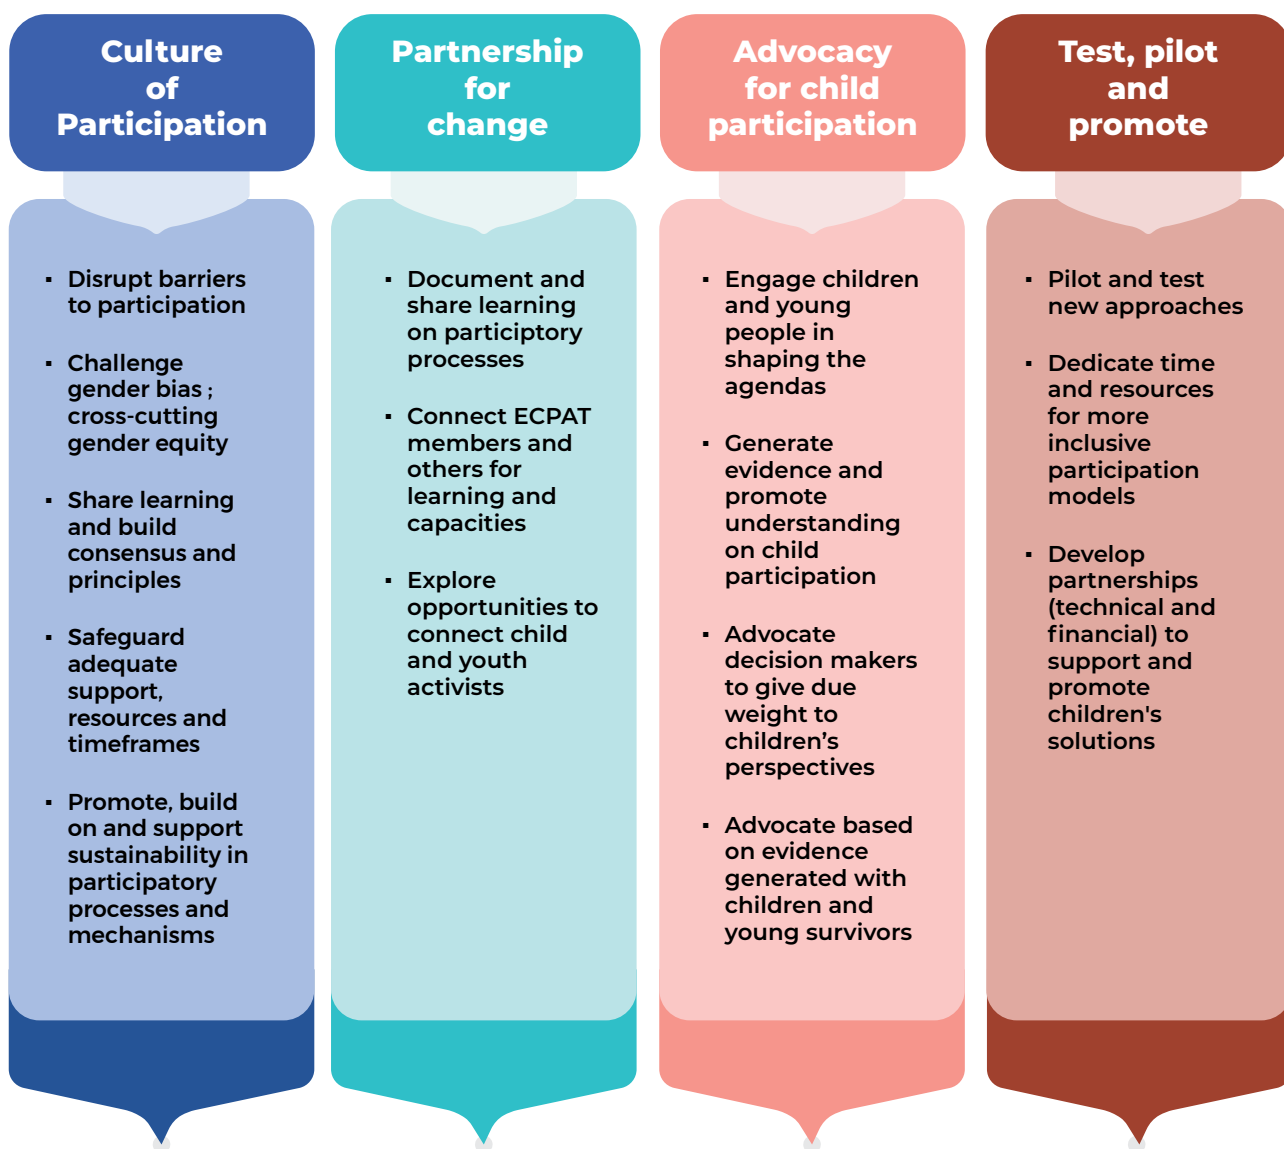 Culture
of
Participation
▪ Disrupt barriers
to participation
▪ Challenge
gender bias ;
cross-cutting
gender equity
▪ Share learning
and build
consensus and
principles
▪ Safeguard
adequate
support,
resources and
timeframes
▪ Promote, build
on and support
sustainability in
participatory
processes and
mechanisms
Partnership
for
change
▪ Document and
share learning
on participtory
processes
▪ Connect ECPAT
members and
others for
learning and
capacities
▪ Explore
opportunities to
connect child
and youth
activists
Advocacy
for child
participation
▪ Engage children
and young
people in
shaping the
agendas
▪ Generate
evidence and
promote
understanding
on child
participation
▪ Advocate
decision makers
to give due
weight to
children’s
perspectives
▪ Advocate based
on evidence
generated with
children and
young survivors
Test, pilot
and
promote
▪ Pilot and test
new approaches
▪ Dedicate time
and resources
for more
inclusive
participation
models
▪ Develop
partnerships
(technical and
financial) to
support and
promote
children's
solutions